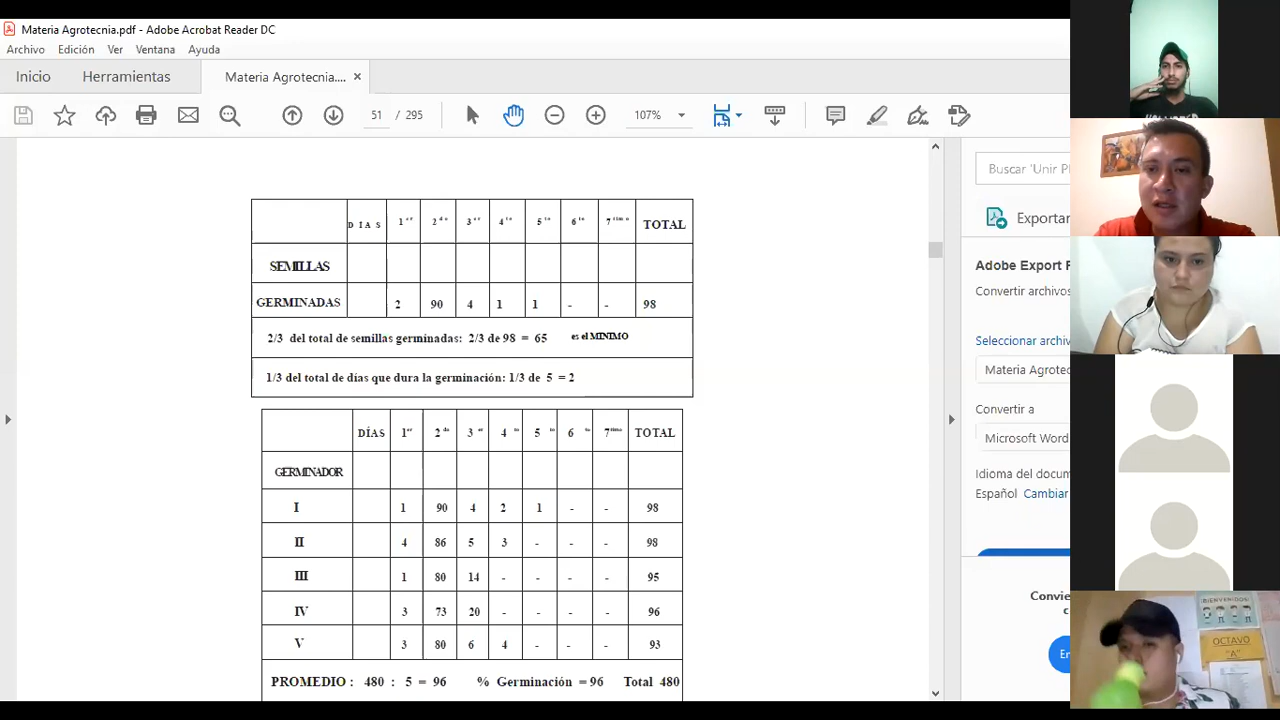 Materia Agrotecnia.pdf - Adobe Acrobat Reader DC
Archivo Edición Ver Ventana Ayuda
Inicio Herramientas Materia Agrotecnia.... ×
51 / 295 107%
Buscar 'Unir P
Exportar
Adobe Export P
Convertir archivos
Seleccionar archiv
Materia Agrotec
Convertir a
Microsoft Word
Idioma del docum
Español Cambiar
Convie
En
DIAS 1er 2do 3er 4to 5to 6to 7timo TOTAL
SEMILLAS
GERMINADAS 2 90 4 1 1 - - 98
2/3 del total de semillas germinadas: 2/3 de 98 = 65 es el MINIMO
1/3 del total de días que dura la germinación: 1/3 de 5 = 2
DÍAS 1er 2do 3er 4to 5to 6to 7timo TOTAL
GERMINADOR
I 1 90 4 2 1 - - 98
II 4 86 5 3 - - - 98
III 1 80 14 - - - - 95
IV 3 73 20 - - - - 96
V 3 80 6 4 - - - 93
PROMEDIO : 480 : 5 = 96 % Germinación = 96 Total 480
BIENVENIDOS
OCTAVO
"A"